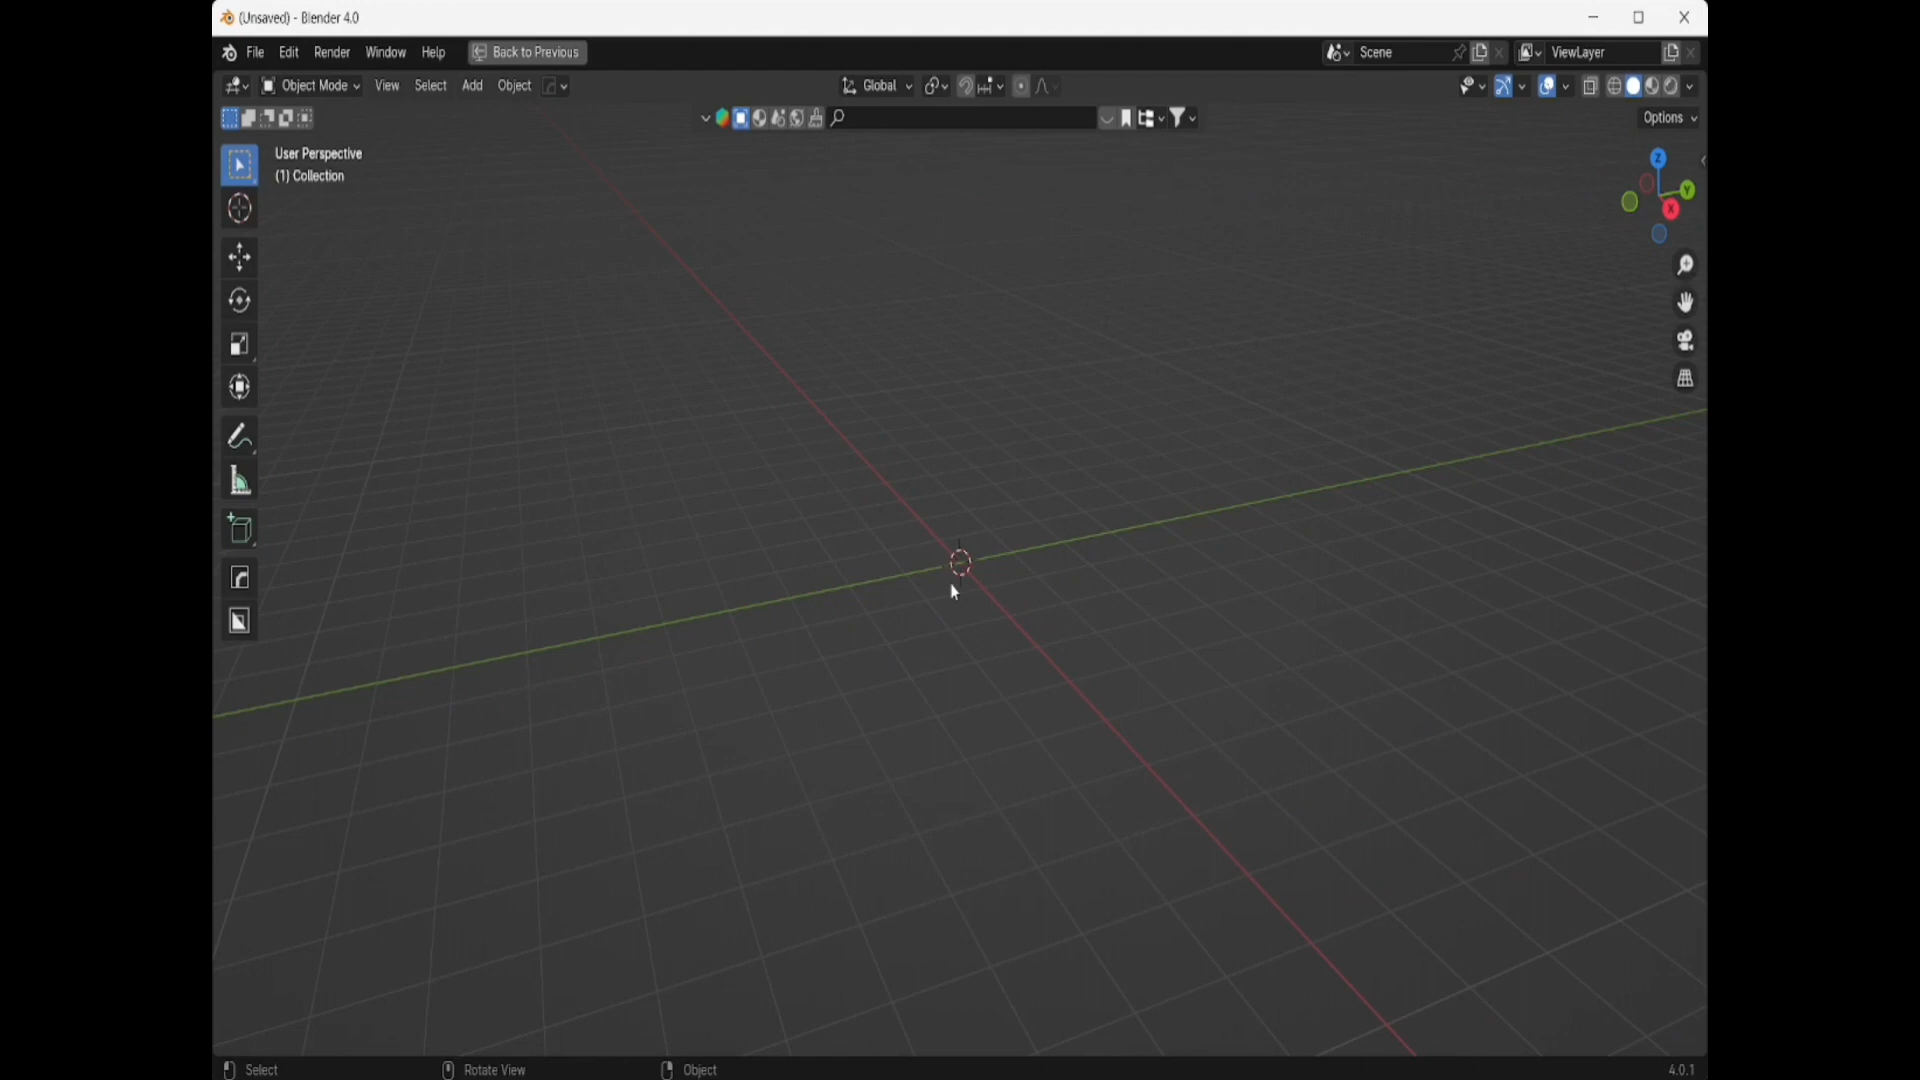 (Unsaved) - Blender 4.0
File Edit Render Window Help Back to Previous Scene ViewLayer
Object Mode View Select Add Object Global
Options
User Perspective
(1) Collection
Z
Y
X
Select Rotate View Object 4.0.1